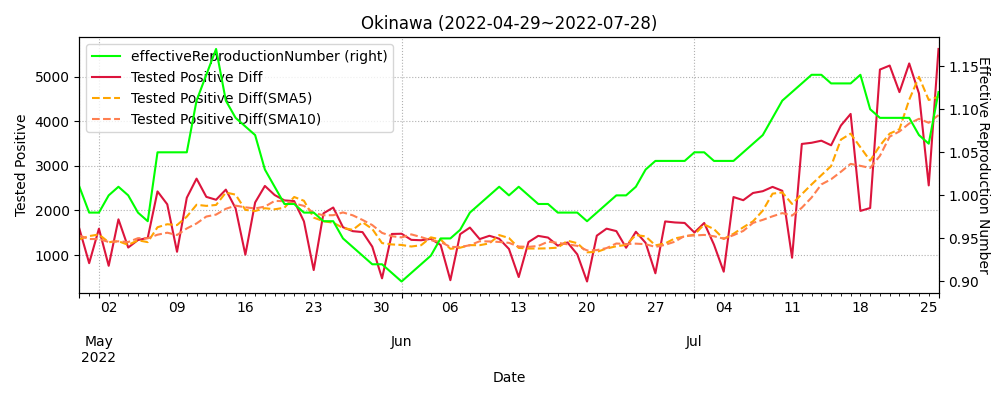 Okinawa (2022-04-29~2022-07-28)
effectiveReproductionNumber (right)
Tested Positive Diff
Tested Positive Diff(SMA5)
Tested Positive Diff(SMA10)
Tested Positive
5000
4000
3000
2000
1000
Effective Reproduction Number
1.15
1.10
1.05
1.00
0.95
0.90
02 09 16 23 30 06 13 20 27 04 11 18 25
May Jun Jul
2022
Date